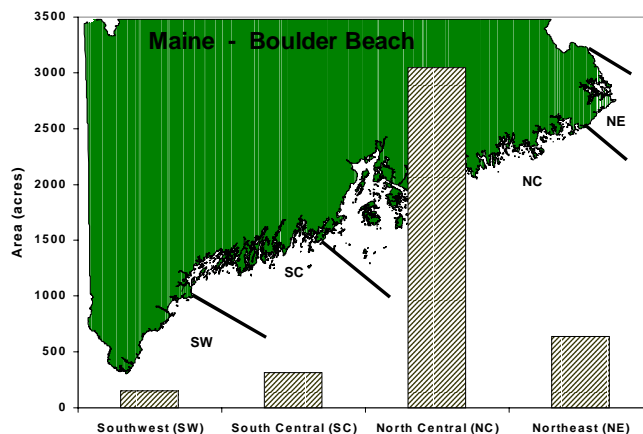 Maine - Boulder Beach
Area (acres)
3500
3000
2500
2000
1500
1000
500
0
NE
NC
SC
SW
Southwest (SW) South Central (SC) North Central (NC) Northeast (NE)